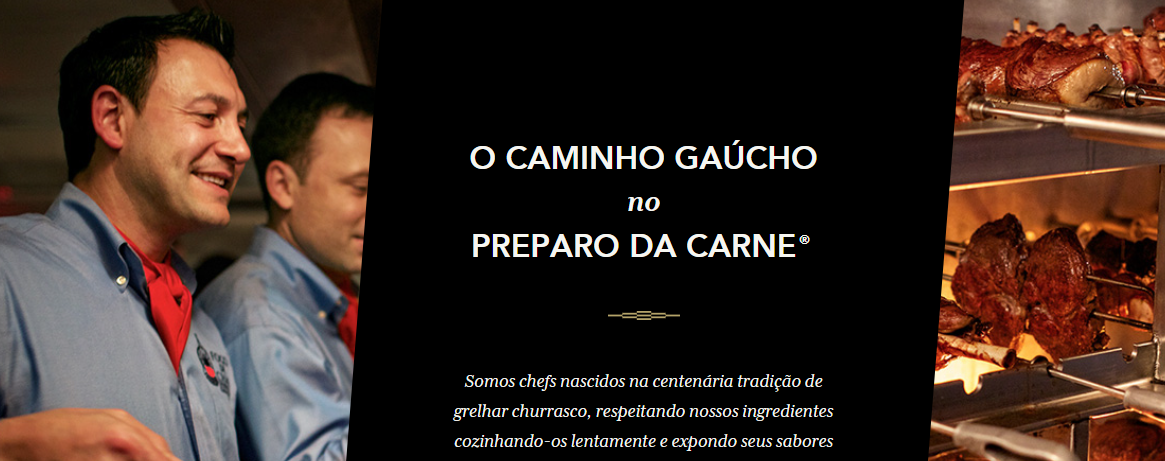 O CAMINHO GAÚCHO
no
PREPARO DA CARNE®
Somos chefs nascidos na centenária tradição de
grelhar churrasco, respeitando nossos ingredientes
cozinhando-os lentamente e expondo seus sabores